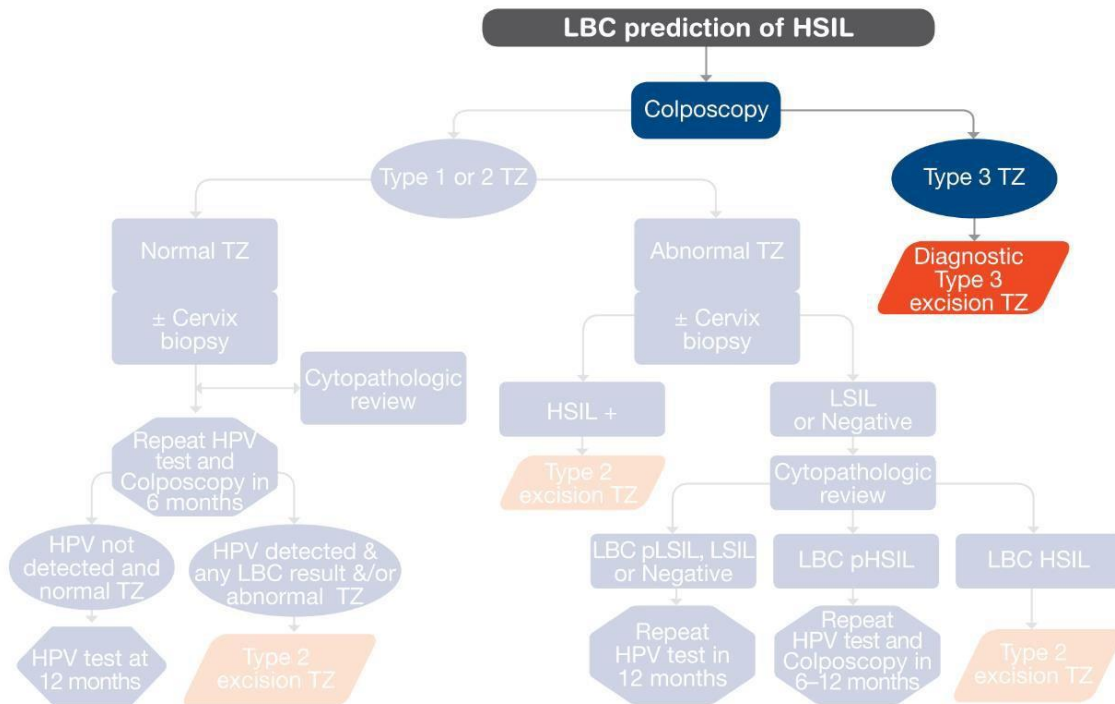 LBC prediction of HSIL
Colposcopy
Type 1 or 2 TZ
Type 3 TZ
Normal TZ
Abnormal TZ
Diagnostic
Type 3
excision TZ
± Cervix
biopsy
± Cervix
biopsy
Cytopathologic
review
HSIL +
LSIL
or Negative
Repeat HPV
test and
Colposcopy in
6 months
Type 2
excision TZ
Cytopathologic
review
HPV not
detected and
normal TZ
HPV detected &
any LBC result &/or
abnormal TZ
LBC pLSIL, LSIL
or Negative
LBC pHSIL
LBC HSIL
HPV test at
12 months
Type 2
excision TZ
Repeat
HPV test in
12 months
Repeat
HPV test and
Colposcopy in
6–12 months
Type 2
excision TZ